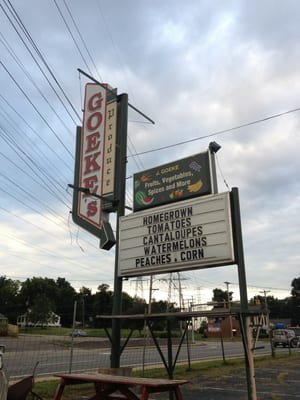 GOEKE'S
Produce
J. GOEKE
Fruits, Vegetables,
Spices and More
HOMEGROWN
TOMATOES
CANTALOUPES
WATERMELONS
PEACHES . CORN